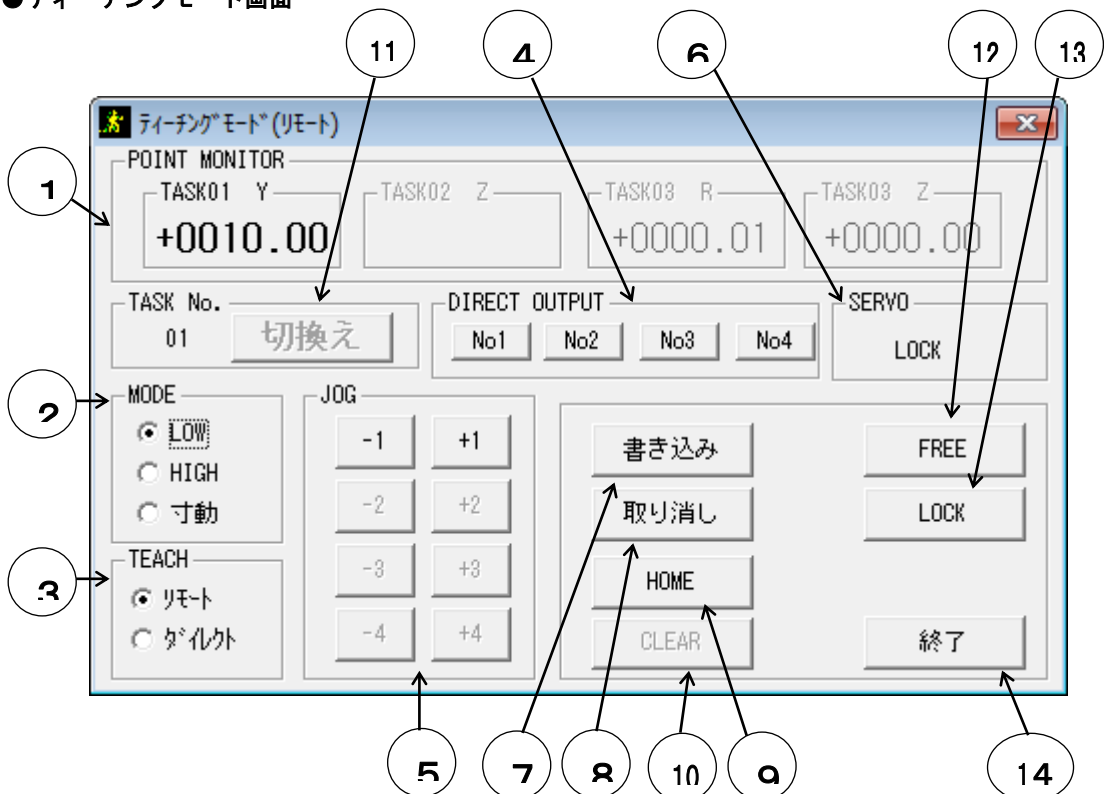 ●ティーチングモード画面
11 4 6 12 13
ティーチングモード(リモート)
POINT MONITOR
1
TASK01 Y TASK02 Z TASK03 R TASK03 Z
+0010.00 +0000.01 +0000.00
TASK No. DIRECT OUTPUT SERVO
01 切換え No1 No2 No3 No4 LOCK
MODE JOG
2
LOW -1 +1 書き込み FREE
HIGH
寸動 -2 +2 取り消し LOCK
TEACH
3
リモート -3 +3 HOME
ダイレクト -4 +4 CLEAR 終了
5 7 8 10 9 14